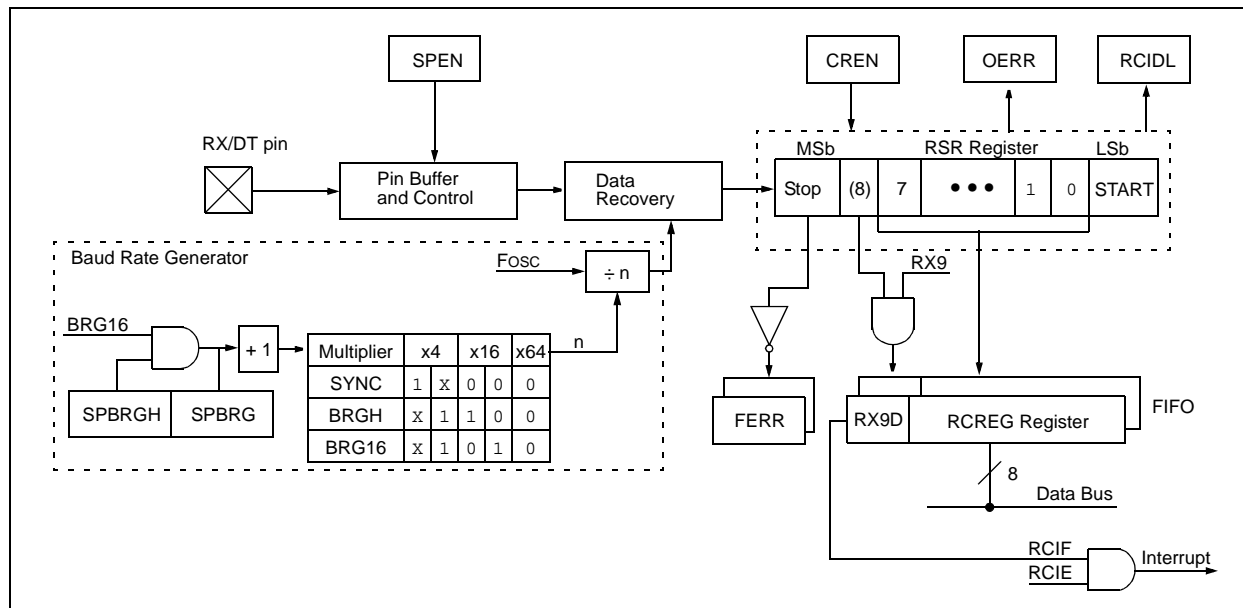 SPEN
CREN
OERR
RCIDL
RX/DT pin
Pin Buffer
and Control
Data
Recovery
MSb
RSR Register
LSb
Stop (8) 7 ••• 1 0 START
Baud Rate Generator
FOSC
÷ n
RX9
BRG16
+ 1
n
Multiplier x4 x16 x64
SYNC 1 X 0 0 0
BRGH X 1 1 0 0
BRG16 X 1 0 1 0
SPBRGH SPBRG
FERR
RX9D
RCREG Register
FIFO
8
Data Bus
RCIF
RCIE
Interrupt